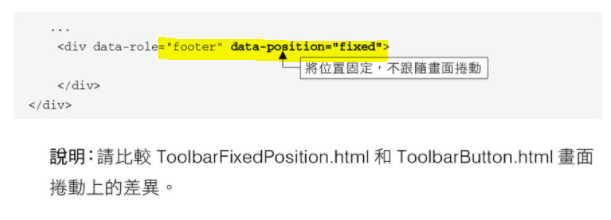 ...
<div data-role="footer" data-position="fixed">
將位置固定，不跟隨畫面捲動
</div>
</div>
說明：請比較 ToolbarFixedPosition.html 和 ToolbarButton.html 畫面
捲動上的差異。